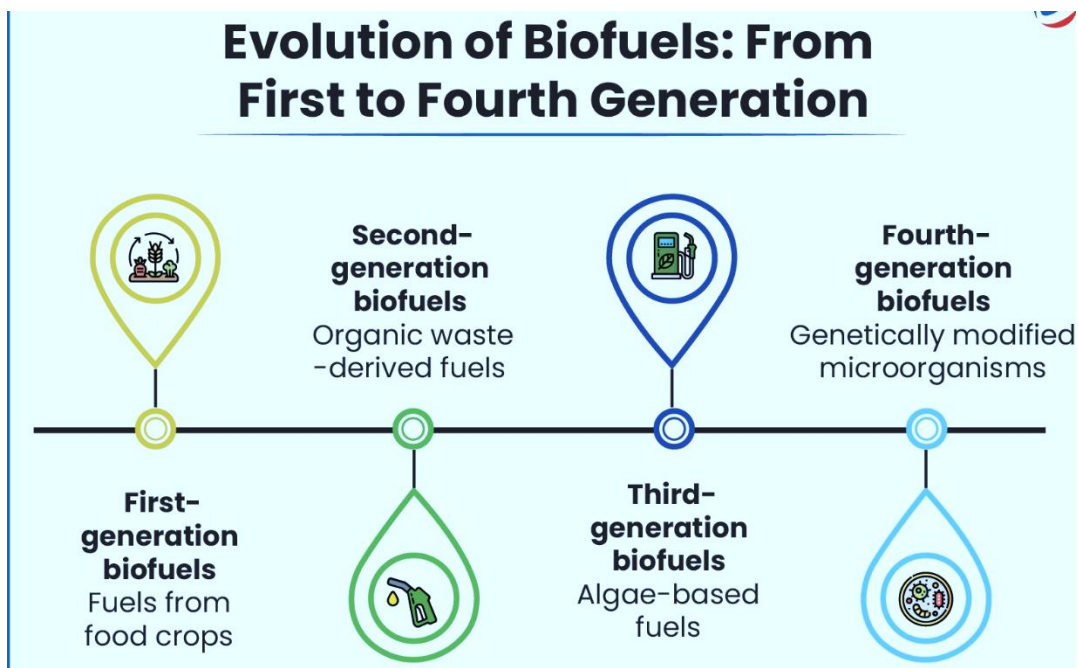 Evolution of Biofuels: From
First to Fourth Generation
First-
generation
biofuels
Fuels from
food crops
Second-
generation
biofuels
Organic waste
-derived fuels
Third-
generation
biofuels
Algae-based
fuels
Fourth-
generation
biofuels
Genetically modified
microorganisms